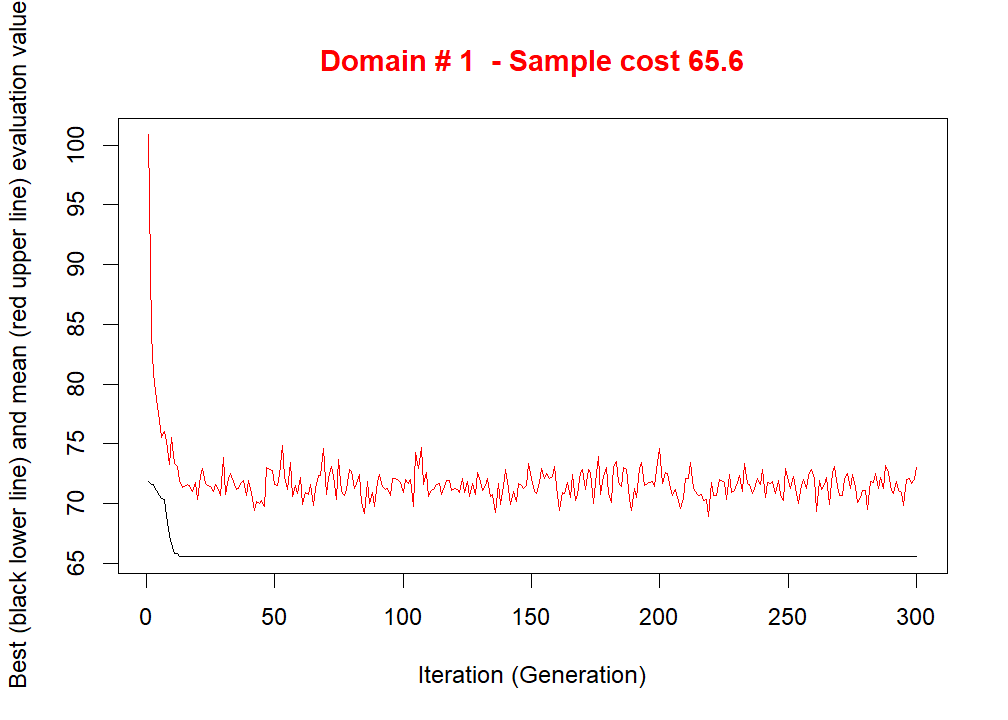 Domain # 1  - Sample cost 65.6
Best (black lower line) and mean (red upper line) evaluation value
100
95
90
85
80
75
70
65
0 50 100 150 200 250 300
Iteration (Generation)